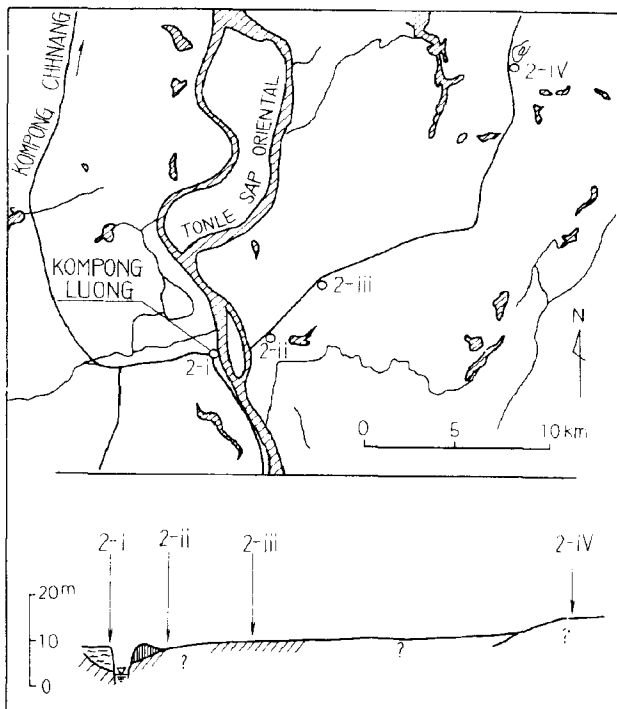 KOMPONG CHHNANG
TONLE SAP ORIENTAL
2-iV
KOMPONG
LUONG
2-iii
2-ii
2-i
N
0 5 10 km
2-i 2-ii 2-iii 2-iV
20 m
10
0
? ? ?